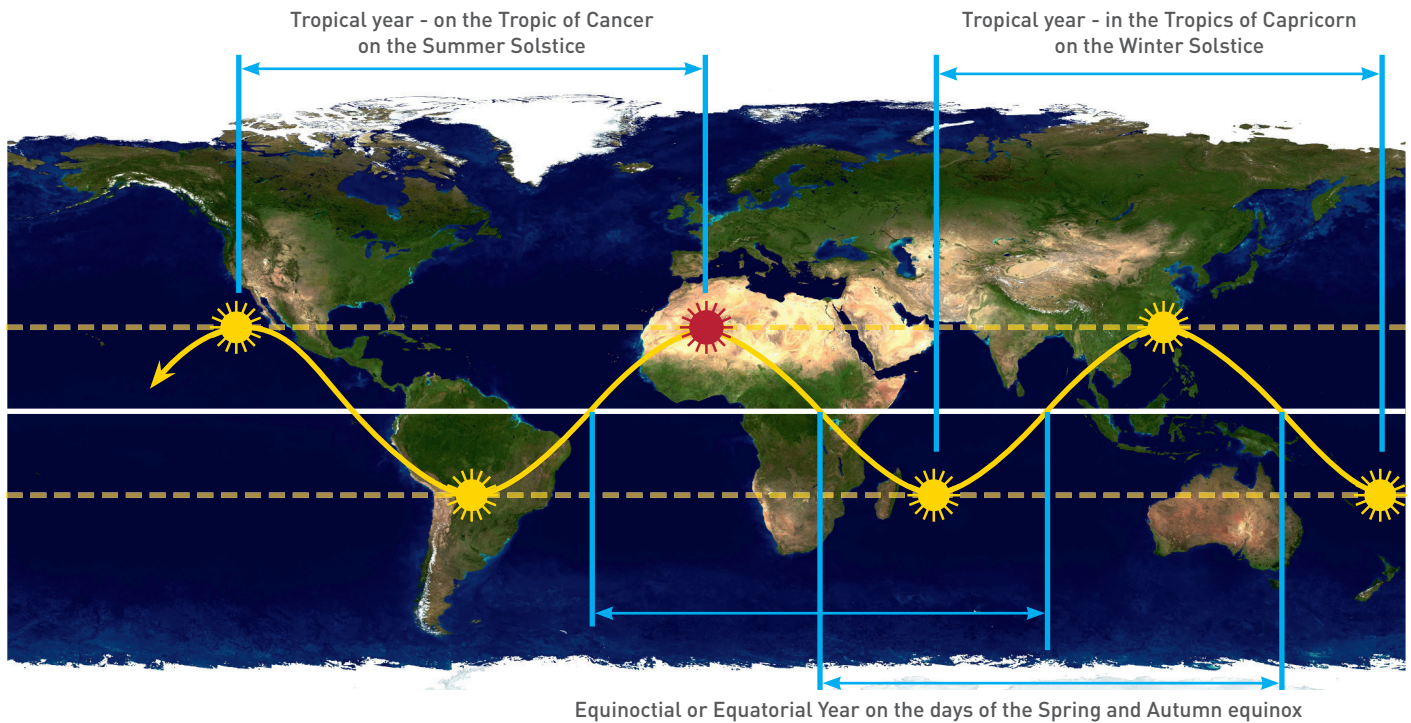 Tropical year - on the Tropic of Cancer
on the Summer Solstice
Tropical year - in the Tropics of Capricorn
on the Winter Solstice
Equinoctial or Equatorial Year on the days of the Spring and Autumn equinox